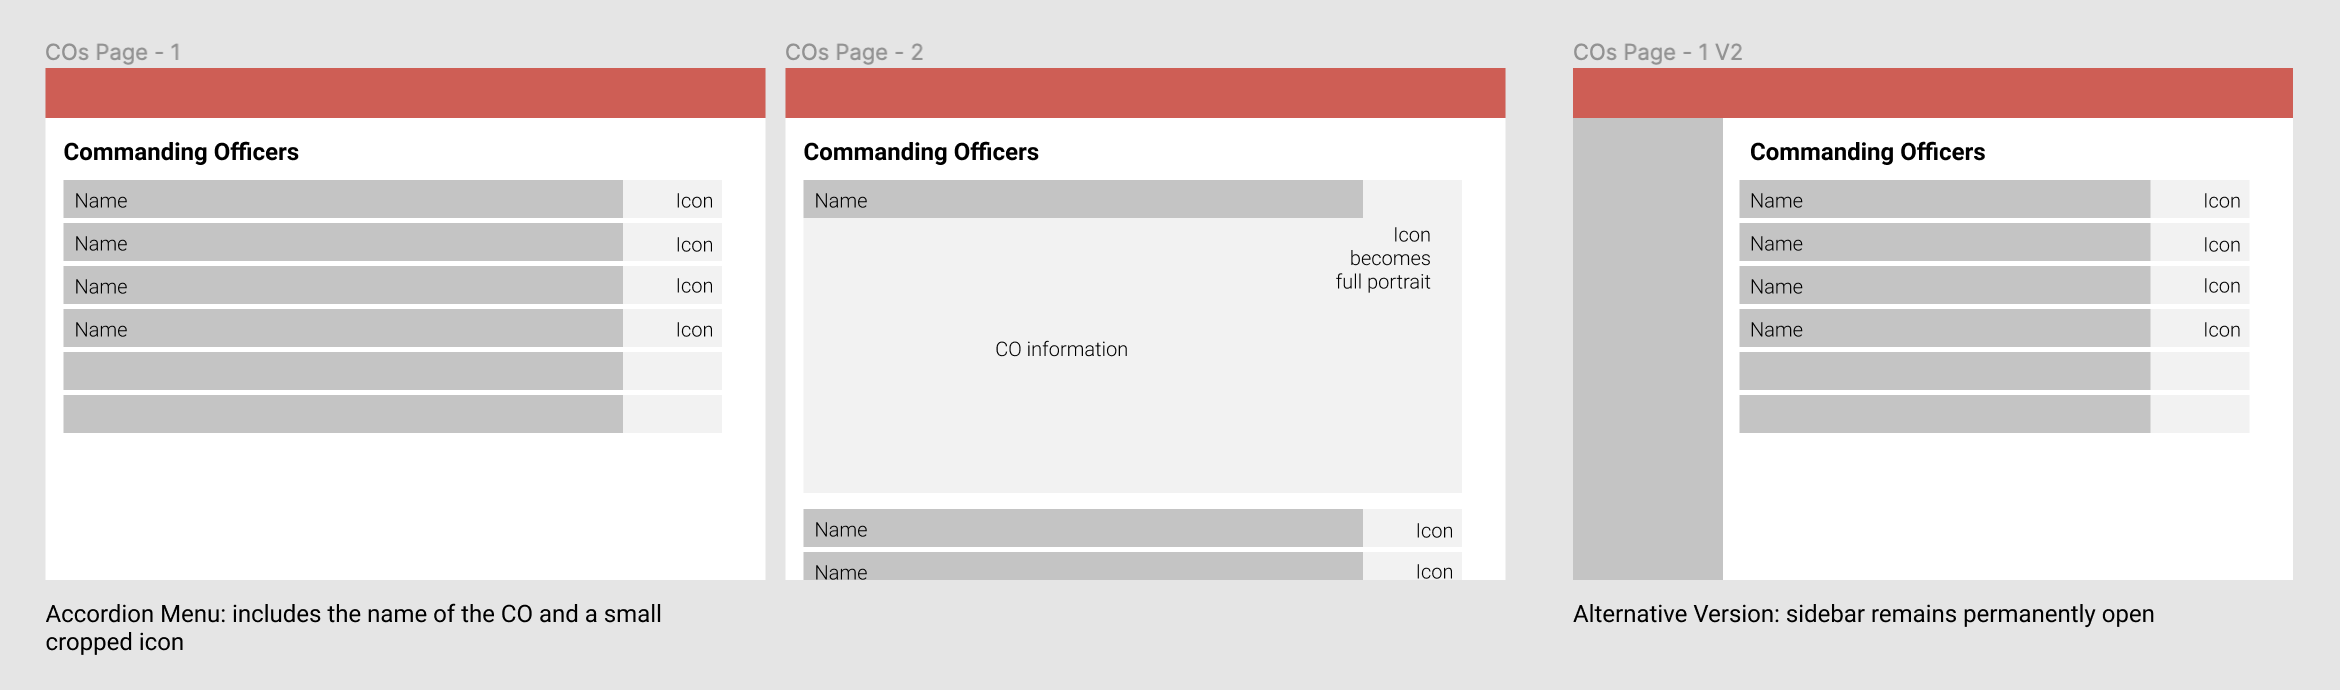 COs Page - 1
Commanding Officers
Name Icon
Name Icon
Name Icon
Name Icon
Accordion Menu: includes the name of the CO and a small
cropped icon
COs Page - 2
Commanding Officers
Name
Icon
becomes
full portrait
CO information
Name Icon
Name Icon
COs Page - 1 V2
Commanding Officers
Name Icon
Name Icon
Name Icon
Name Icon
Alternative Version: sidebar remains permanently open